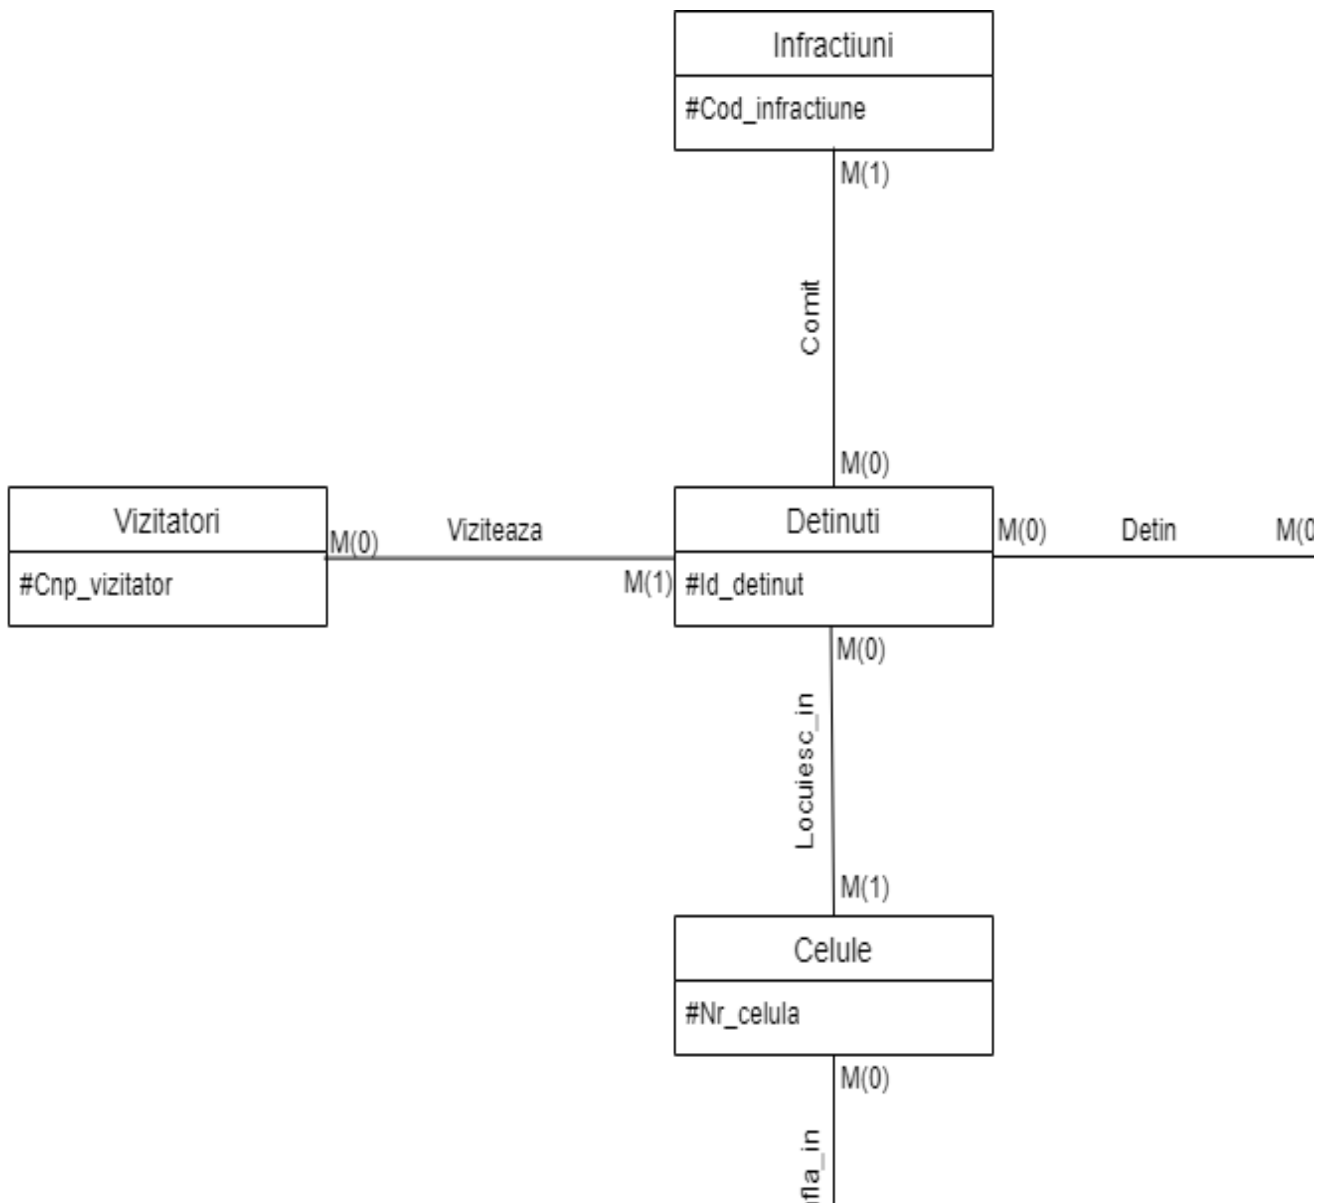 Infractiuni
#Cod_infractiune
M(1)
Comit
M(0)
Vizitatori
#Cnp_vizitator
M(0)
Viziteaza
M(1)
Detinuti
#Id_detinut
M(0)
Detin
M(0)
Locuiesc_in
M(1)
Celule
#Nr_celula
M(0)